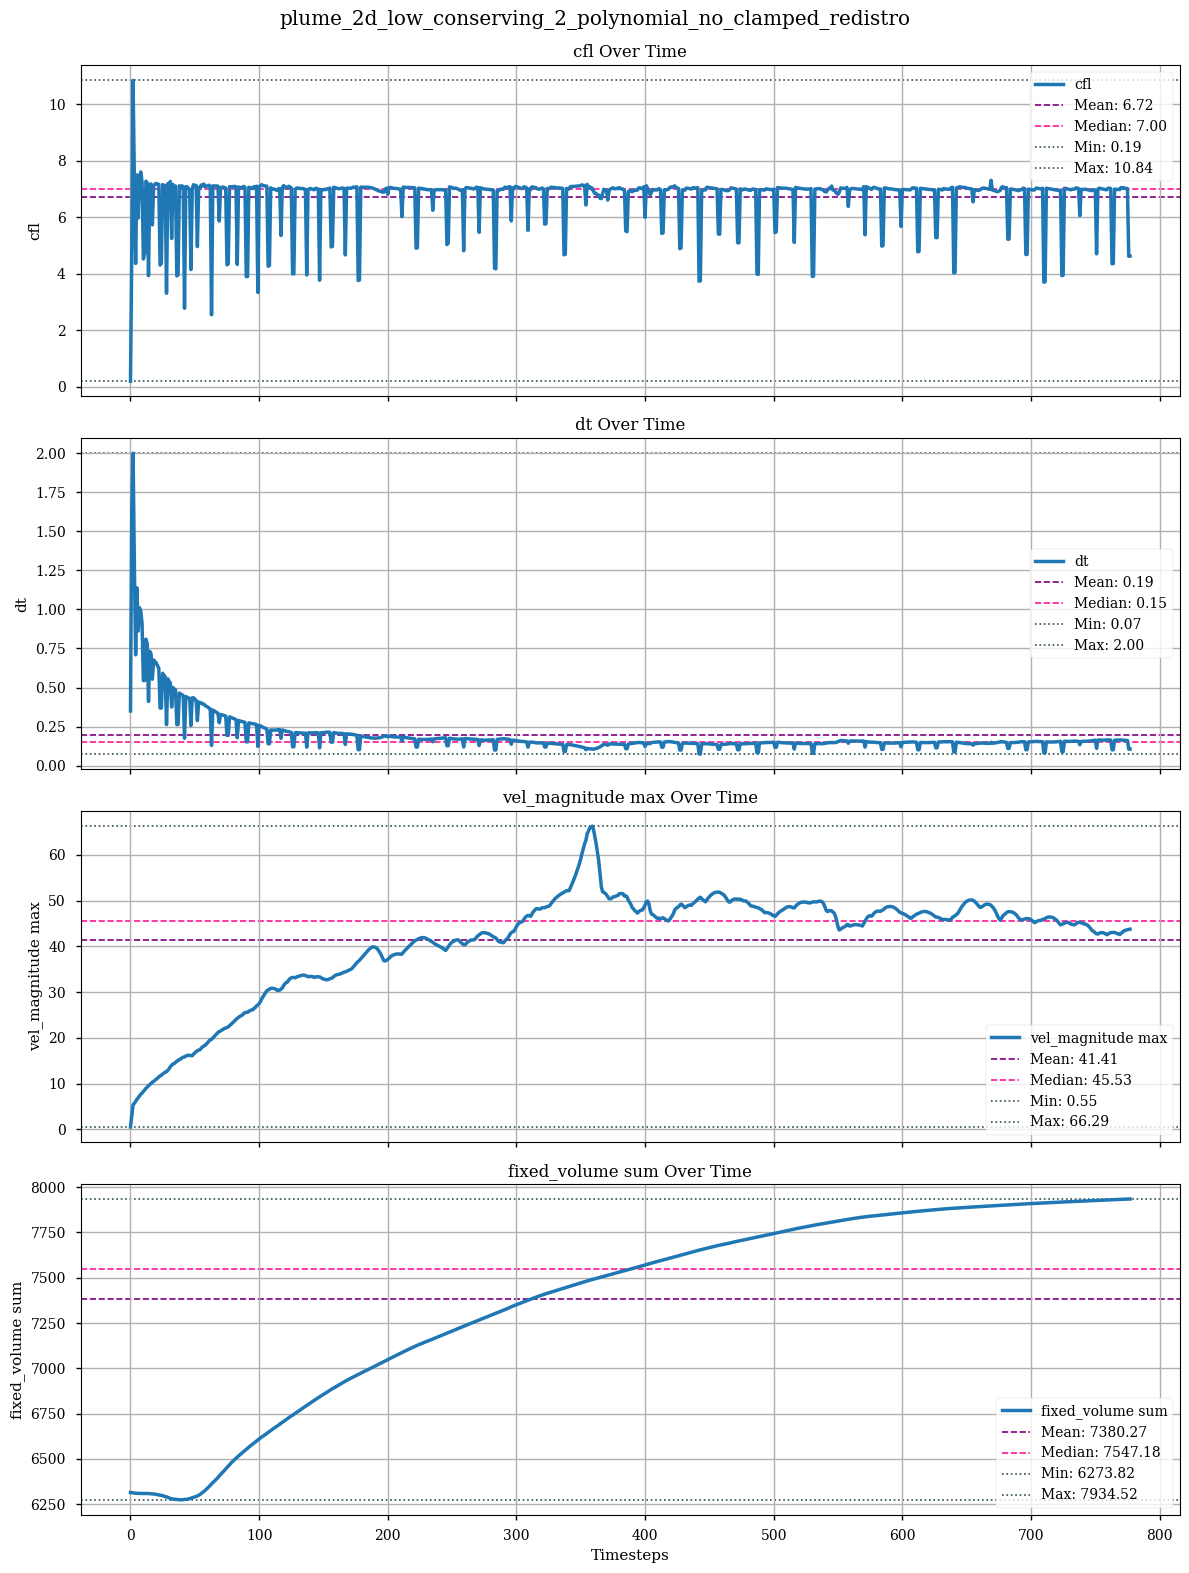 plume_2d_low_conserving_2_polynomial_no_clamped_redistro
cfl Over Time
cfl
10
8
6
4
2
0
cfl
Mean: 6.72
Median: 7.00
Min: 0.19
Max: 10.84
dt Over Time
dt
2.00
1.75
1.50
1.25
1.00
0.75
0.50
0.25
0.00
dt
Mean: 0.19
Median: 0.15
Min: 0.07
Max: 2.00
vel_magnitude max Over Time
vel_magnitude max
60
50
40
30
20
10
0
vel_magnitude max
Mean: 41.41
Median: 45.53
Min: 0.55
Max: 66.29
fixed_volume sum Over Time
fixed_volume sum
8000
7750
7500
7250
7000
6750
6500
6250
fixed_volume sum
Mean: 7380.27
Median: 7547.18
Min: 6273.82
Max: 7934.52
0 100 200 300 400 500 600 700 800
Timesteps